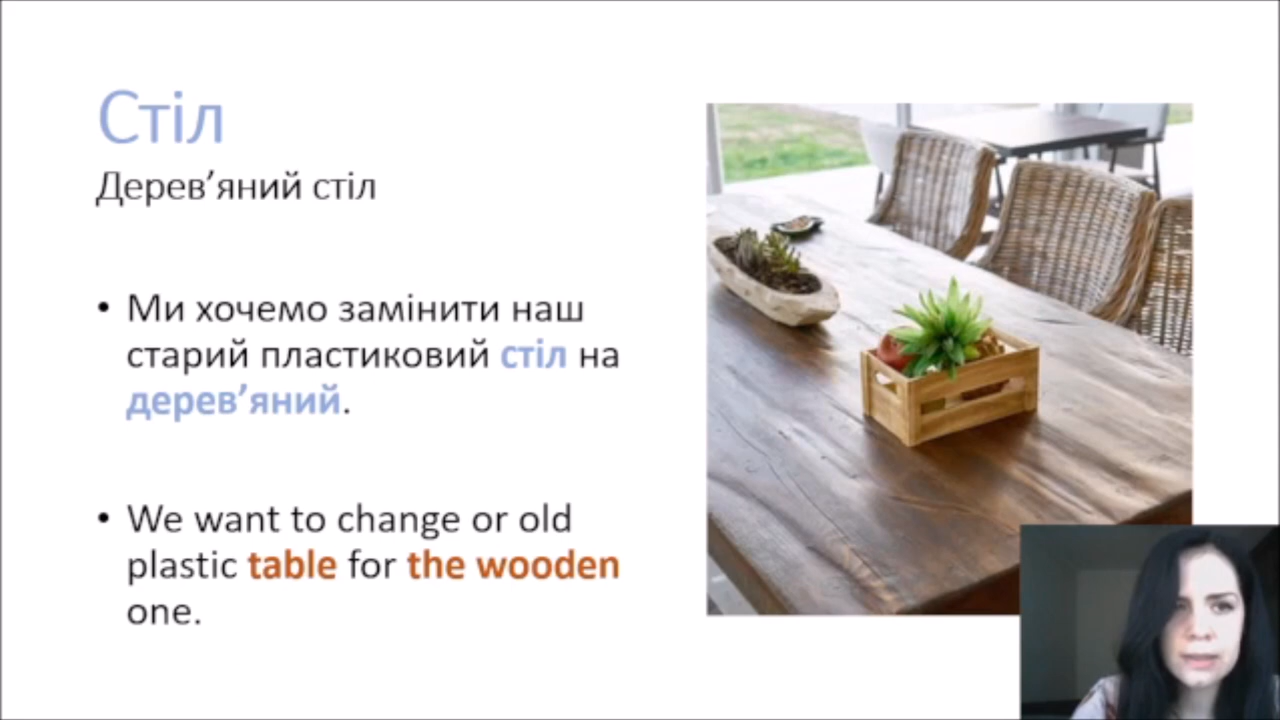 Стіл
Дерев’яний стіл
• Ми хочемо замінити наш
старий пластиковий стіл на
дерев’яний.
• We want to change or old
plastic table for the wooden
one.